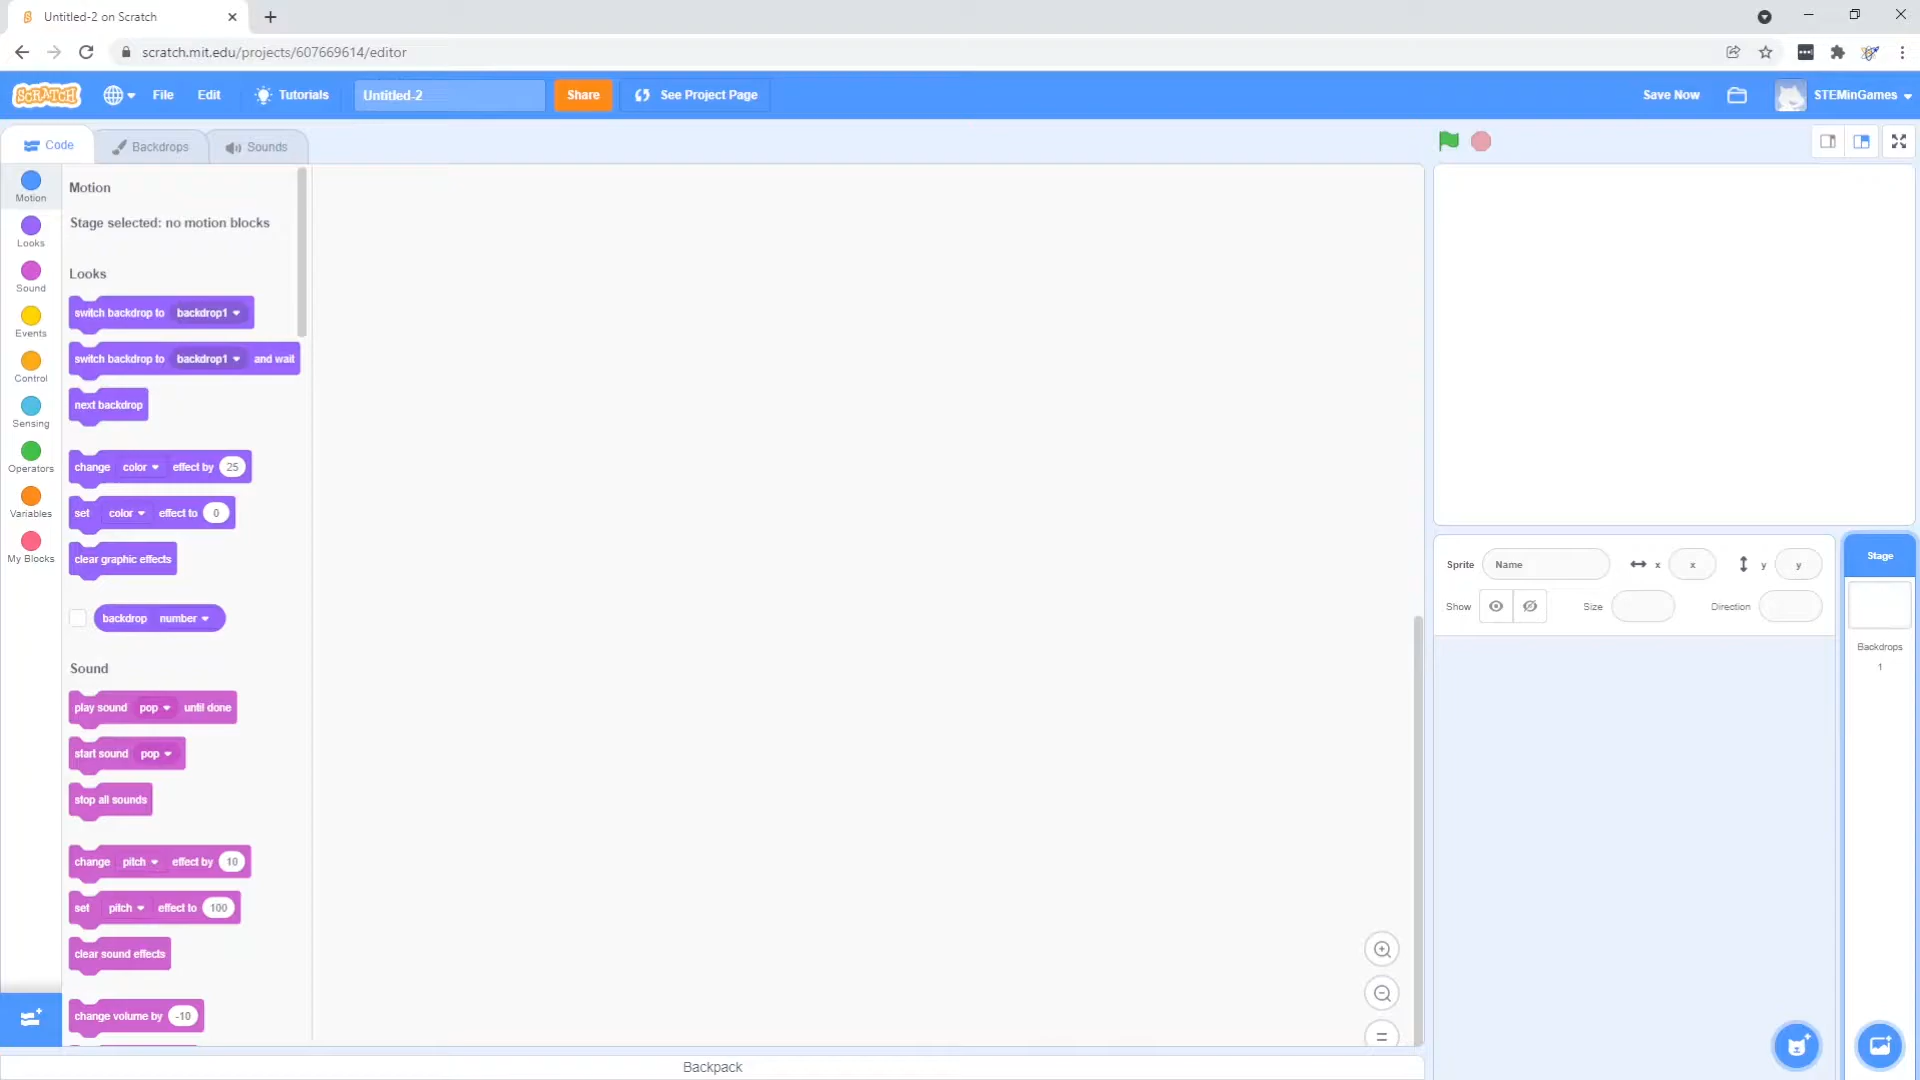 Untitled-2 on Scratch
scratch.mit.edu/projects/607669614/editor
SCRATCH
File
Edit
Tutorials
Untitled-2
Share
See Project Page
Save Now
STEMinGames
Code
Backdrops
Sounds
Motion
Looks
Sound
Events
Control
Sensing
Operators
Variables
My Blocks
Motion
Stage selected: no motion blocks
Looks
switch backdrop to backdrop1
switch backdrop to backdrop1 and wait
next backdrop
change color effect by 25
set color effect to 0
clear graphic effects
backdrop number
Sound
play sound pop until done
start sound pop
stop all sounds
change pitch effect by 10
set pitch effect to 100
clear sound effects
change volume by -10
Backpack
Sprite Name x x y y
Show Size Direction
Stage
Backdrops
1